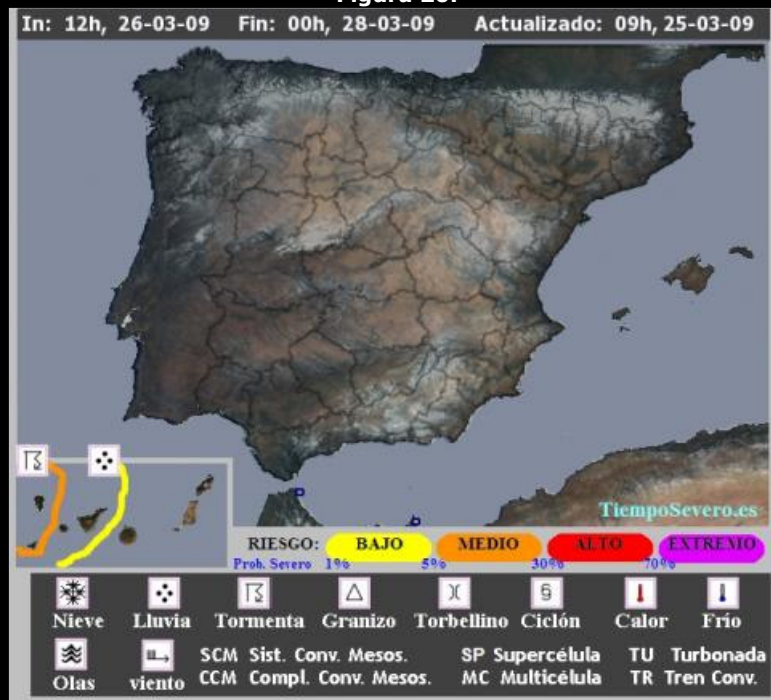 In: 12h, 26-03-09 Fin: 00h, 28-03-09 Actualizado: 09h, 25-03-09
TiempoSevero.es
RIESGO: BAJO MEDIO ALTO EXTREMO
Prob. Severo 1% 5% 30% 70%
Nieve Lluvia Tormenta Granizo Torbellino Ciclón Calor Frío
SCM Sist. Conv. Mesos. SP Supercélula TU Turbonada
Olas viento CCM Compl. Conv. Mesos. MC Multicélula TR Tren Conv.